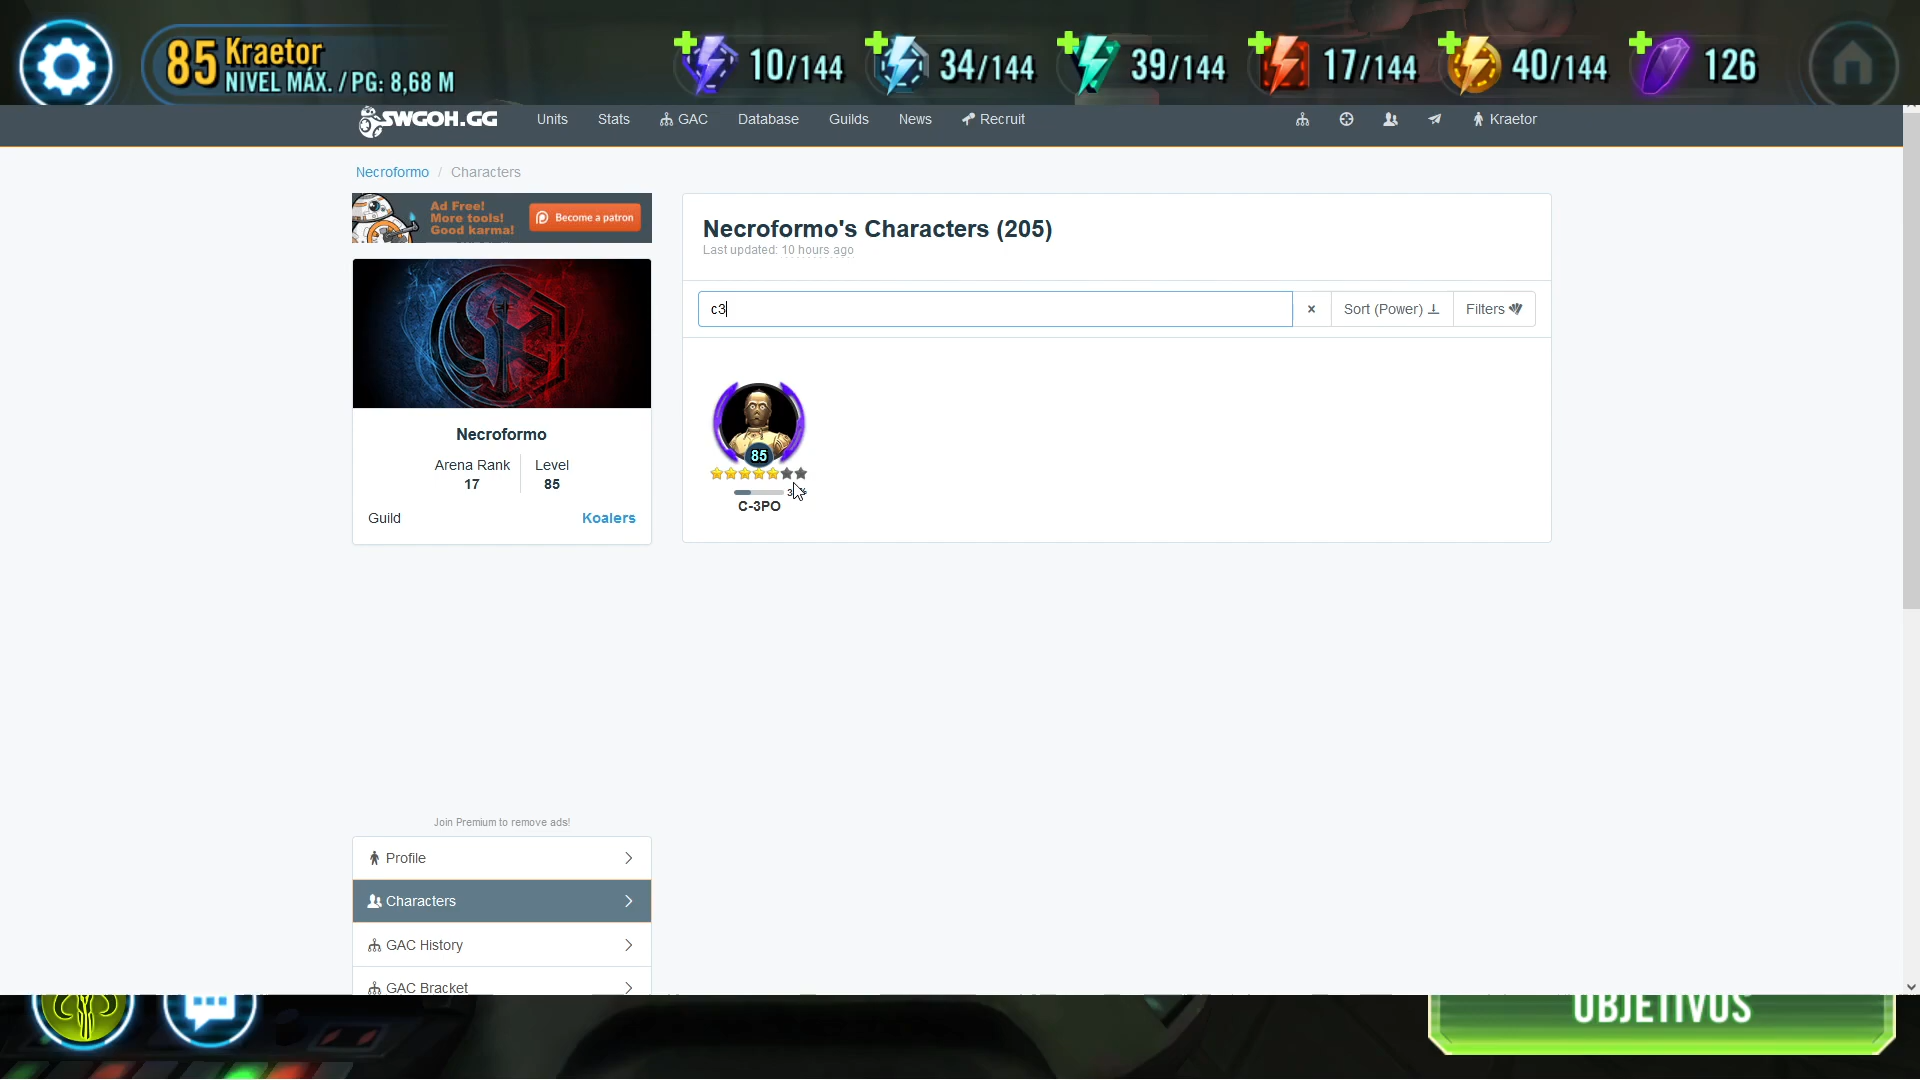 85 Kraetor
NIVEL MÁX. / PG: 8,68 M
10/144
34/144
39/144
17/144
40/144
126
SWGOH.GG
Units
Stats
GAC
Database
Guilds
News
Recruit
Kraetor
Necroformo / Characters
Ad Free!
More tools!
Good karma!
Become a patron
Necroformo's Characters (205)
Last updated: 10 hours ago
c3
×
Sort (Power)
Filters
85
C-3PO
Necroformo
Arena Rank
Level
17
85
Guild
Koalers
Join Premium to remove ads!
Profile
Characters
GAC History
GAC Bracket
OBJETIVOS